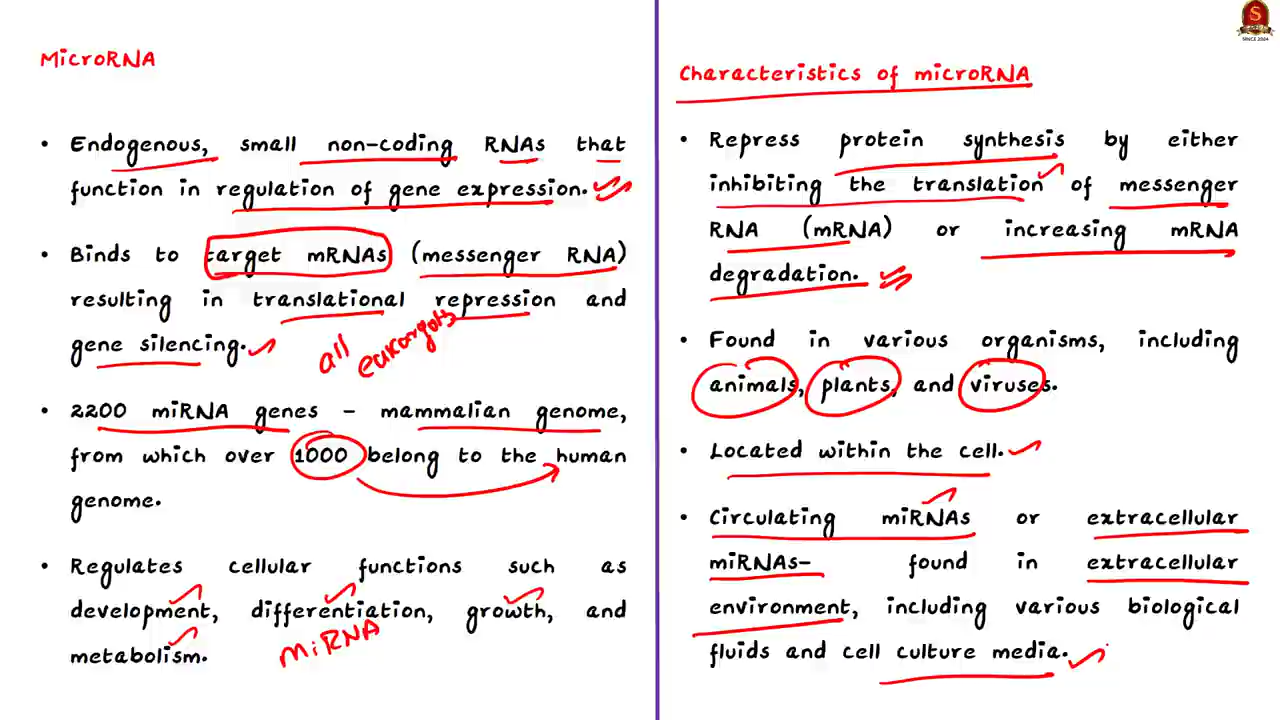 MicroRNA
• Endogenous, small non-coding RNAs that
function in regulation of gene expression.
• Binds to target mRNAs (messenger RNA)
resulting in translational repression and
gene silencing.
all eukaryots
• 2200 miRNA genes - mammalian genome,
from which over 1000 belong to the human
genome.
• Regulates cellular functions such as
development, differentiation, growth, and
metabolism.
MiRNA
Characteristics of microRNA
• Repress protein synthesis by either
inhibiting the translation of messenger
RNA (mRNA) or increasing mRNA
degradation.
• Found in various organisms, including
animals, plants, and viruses.
• Located within the cell.
• Circulating miRNAs or extracellular
miRNAs- found in extracellular
environment, including various biological
fluids and cell culture media.
S
SINCE 2004